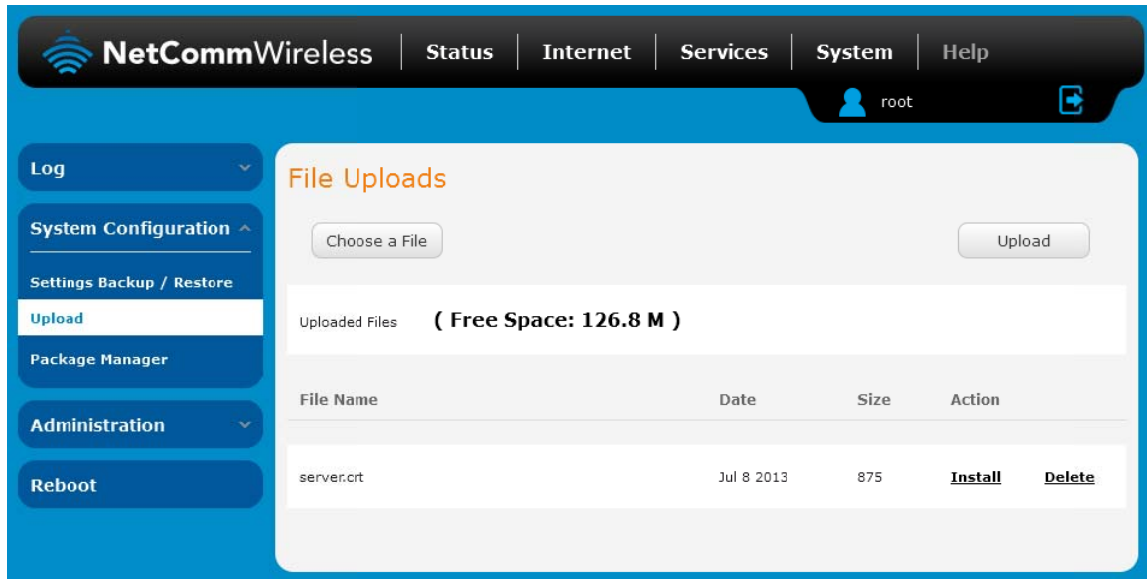 NetCommWireless Status Internet Services System Help
root
Log
System Configuration
Settings Backup / Restore
Upload
Package Manager
Administration
Reboot
File Uploads
Choose a File Upload
Uploaded Files ( Free Space: 126.8 M )
File Name Date Size Action
server.crt Jul 8 2013 875 Install Delete